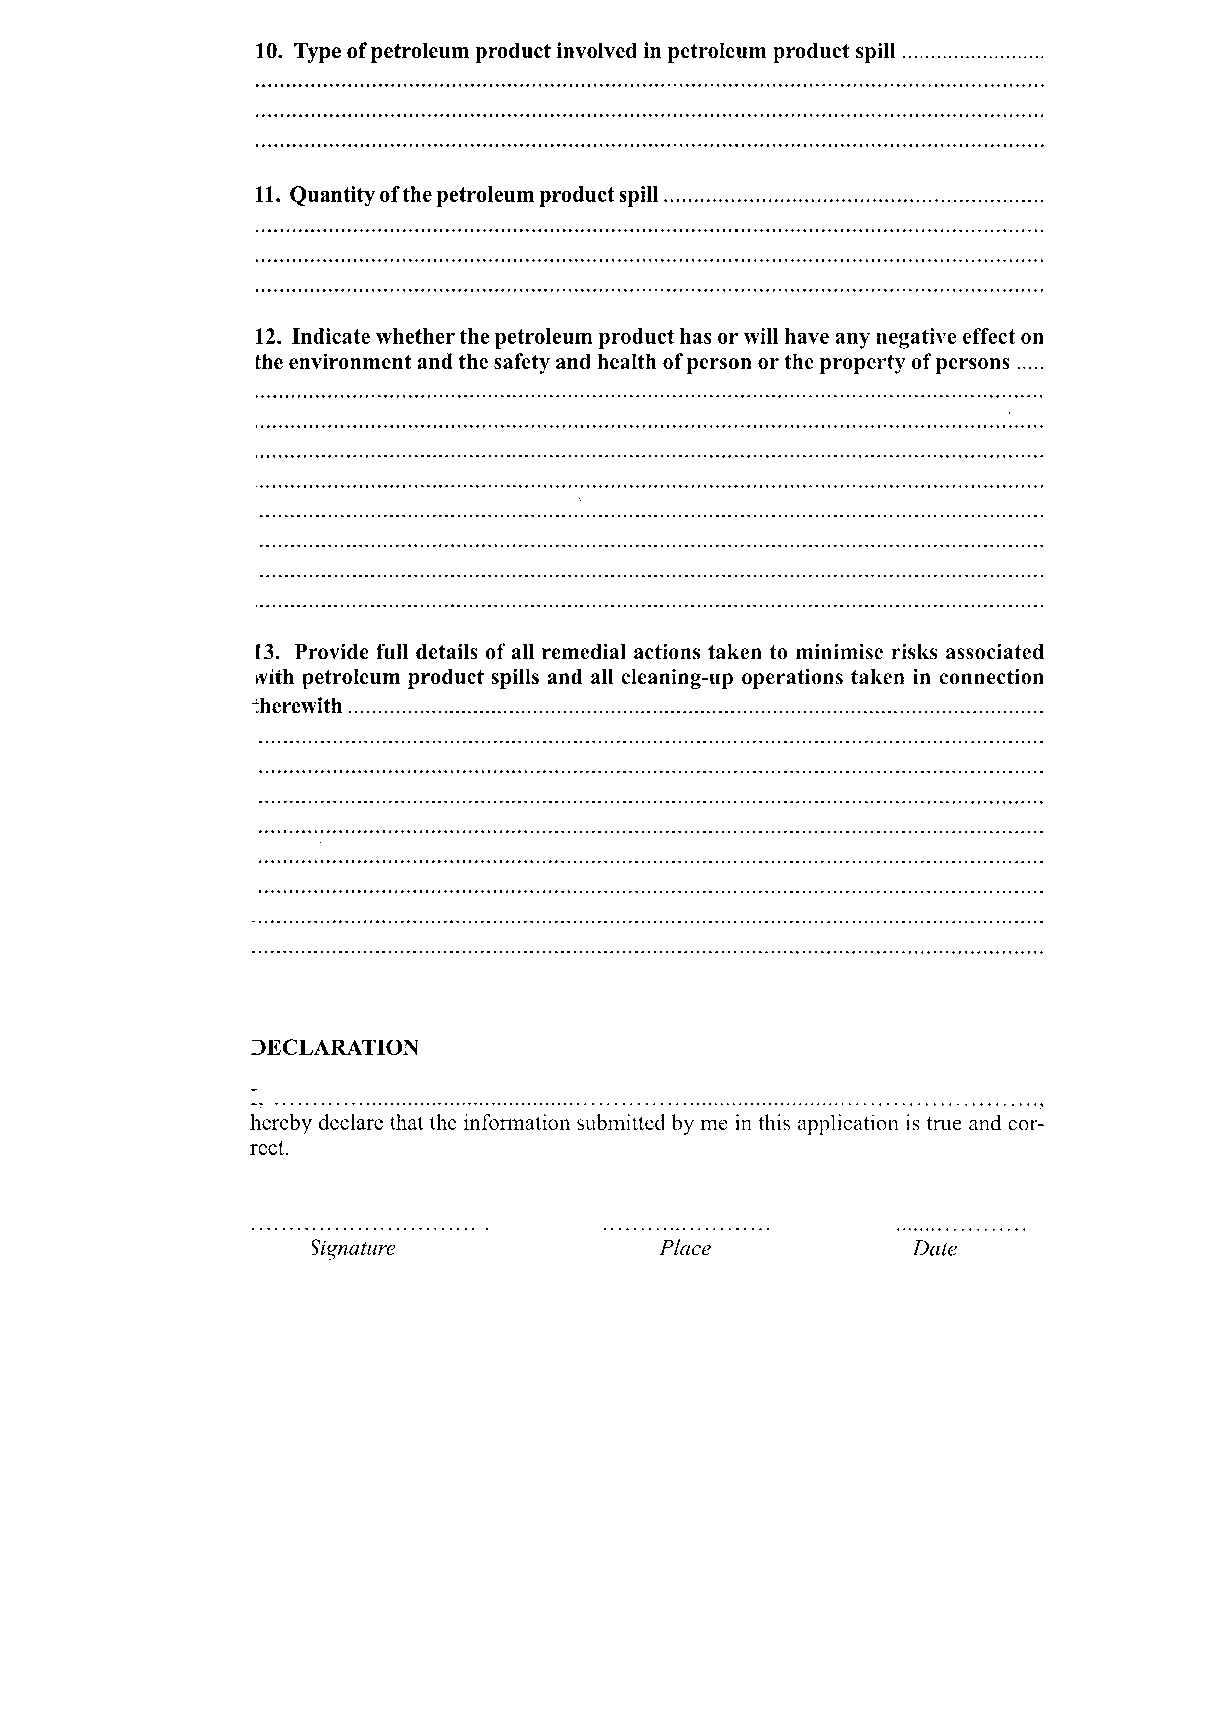 10. Type of petroleum product involved in petroleum product spill .........................
................................................................................................................................
................................................................................................................................
................................................................................................................................
11. Quantity of the petroleum product spill ...............................................................
................................................................................................................................
................................................................................................................................
................................................................................................................................
12. Indicate whether the petroleum product has or will have any negative effect on
the environment and the safety and health of person or the property of persons .....
................................................................................................................................
................................................................................................................................
................................................................................................................................
................................................................................................................................
................................................................................................................................
................................................................................................................................
................................................................................................................................
................................................................................................................................
13. Provide full details of all remedial actions taken to minimise risks associated
with petroleum product spills and all cleaning-up operations taken in connection
therewith ....................................................................................................................
................................................................................................................................
................................................................................................................................
................................................................................................................................
................................................................................................................................
................................................................................................................................
................................................................................................................................
................................................................................................................................
................................................................................................................................
DECLARATION
I, ............................................................................................................................,
hereby declare that the information submitted by me in this application is true and cor-
rect.
................................ ....................... ...................
Signature Place Date